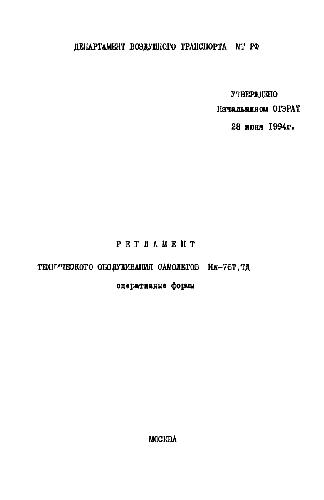 ДЕПАРТАМЕНТ ВОЗДУШНОГО ТРАНСПОРТА МТ РФ
УТВЕРЖДЕНО
Начальником ОГЭРАТ
28 июня 1994г.
Р Е Г Л А М Е Н Т
ТЕХНИЧЕСКОГО ОБСЛУЖИВАНИЯ САМОЛЕТОВ Ил-76Т,ТД
оперативные формы
МОСКВА